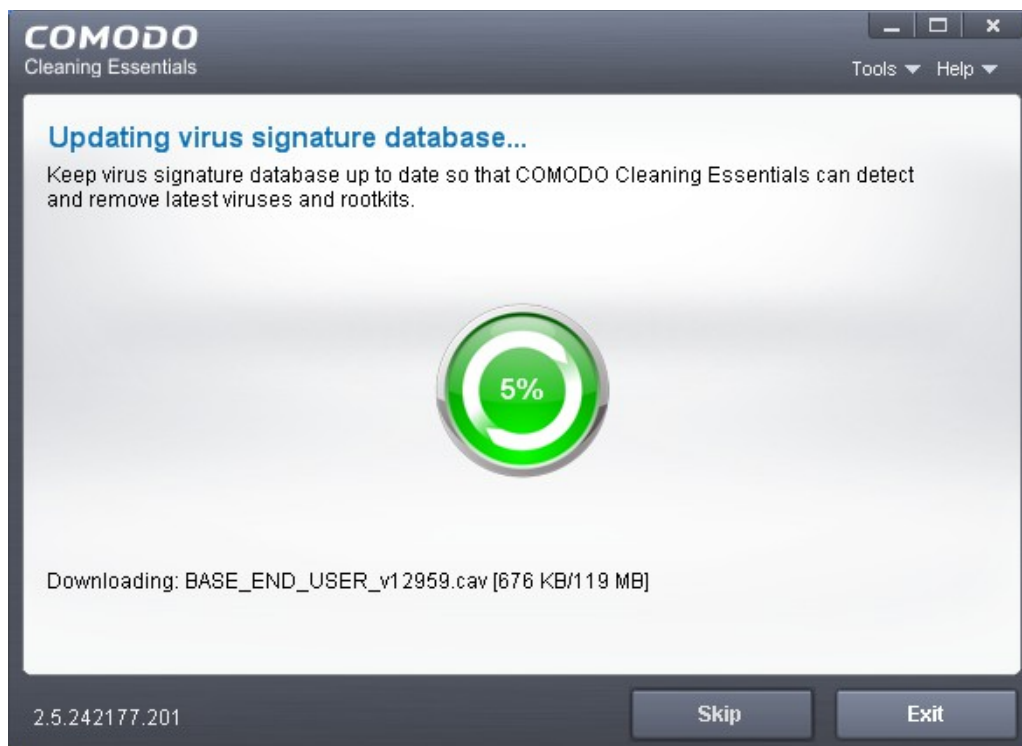 COMODO
Cleaning Essentials
Tools Help
Updating virus signature database...
Keep virus signature database up to date so that COMODO Cleaning Essentials can detect
and remove latest viruses and rootkits.
5%
Downloading: BASE_END_USER_v12959.cav [676 KB/119 MB]
2.5.242177.201
Skip
Exit